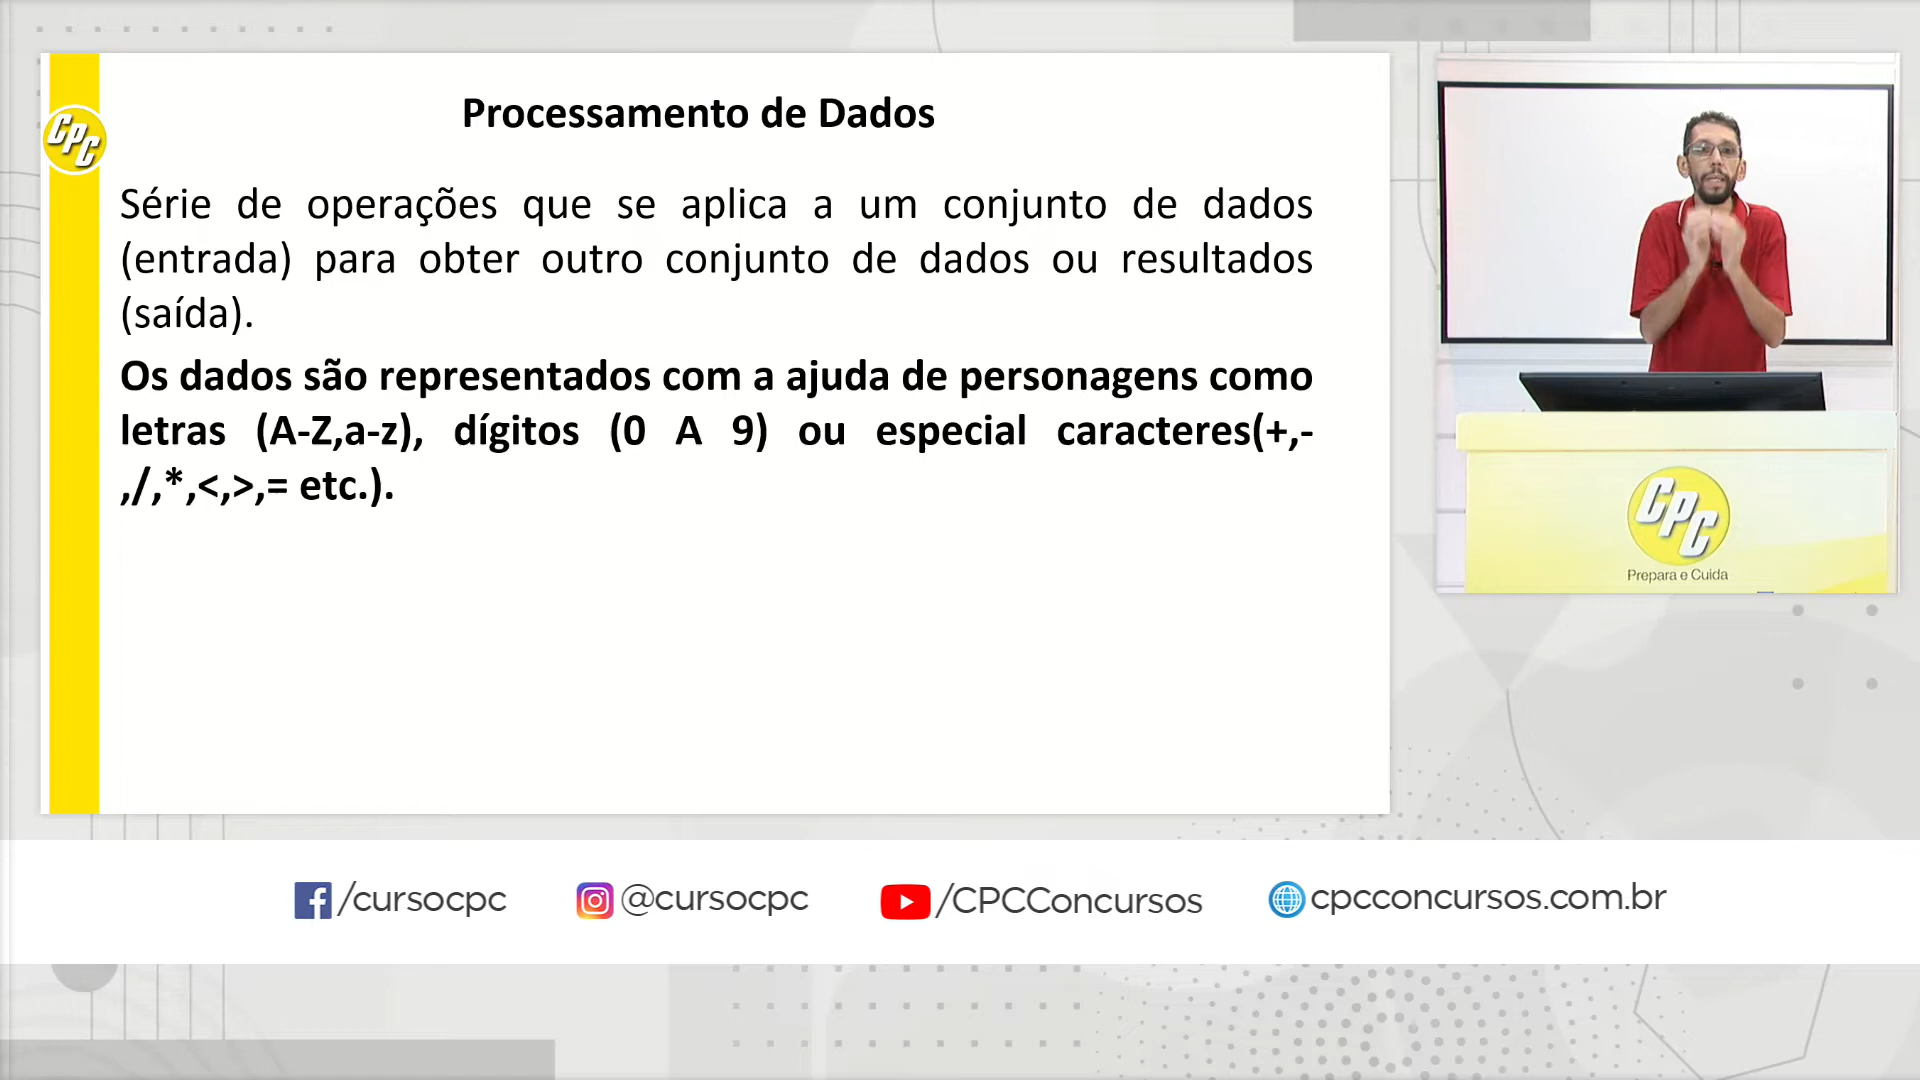 Processamento de Dados
CPC
Série de operações que se aplica a um conjunto de dados
(entrada) para obter outro conjunto de dados ou resultados
(saída).
Os dados são representados com a ajuda de personagens como
letras (A-Z,a-z), dígitos (0 A 9) ou especial caracteres(+,-
,/,*,<,>,= etc.).
CPC
Prepara e Cuida
/cursocpc
@cursocpc
/CPCConcursos
cpcconcursos.com.br